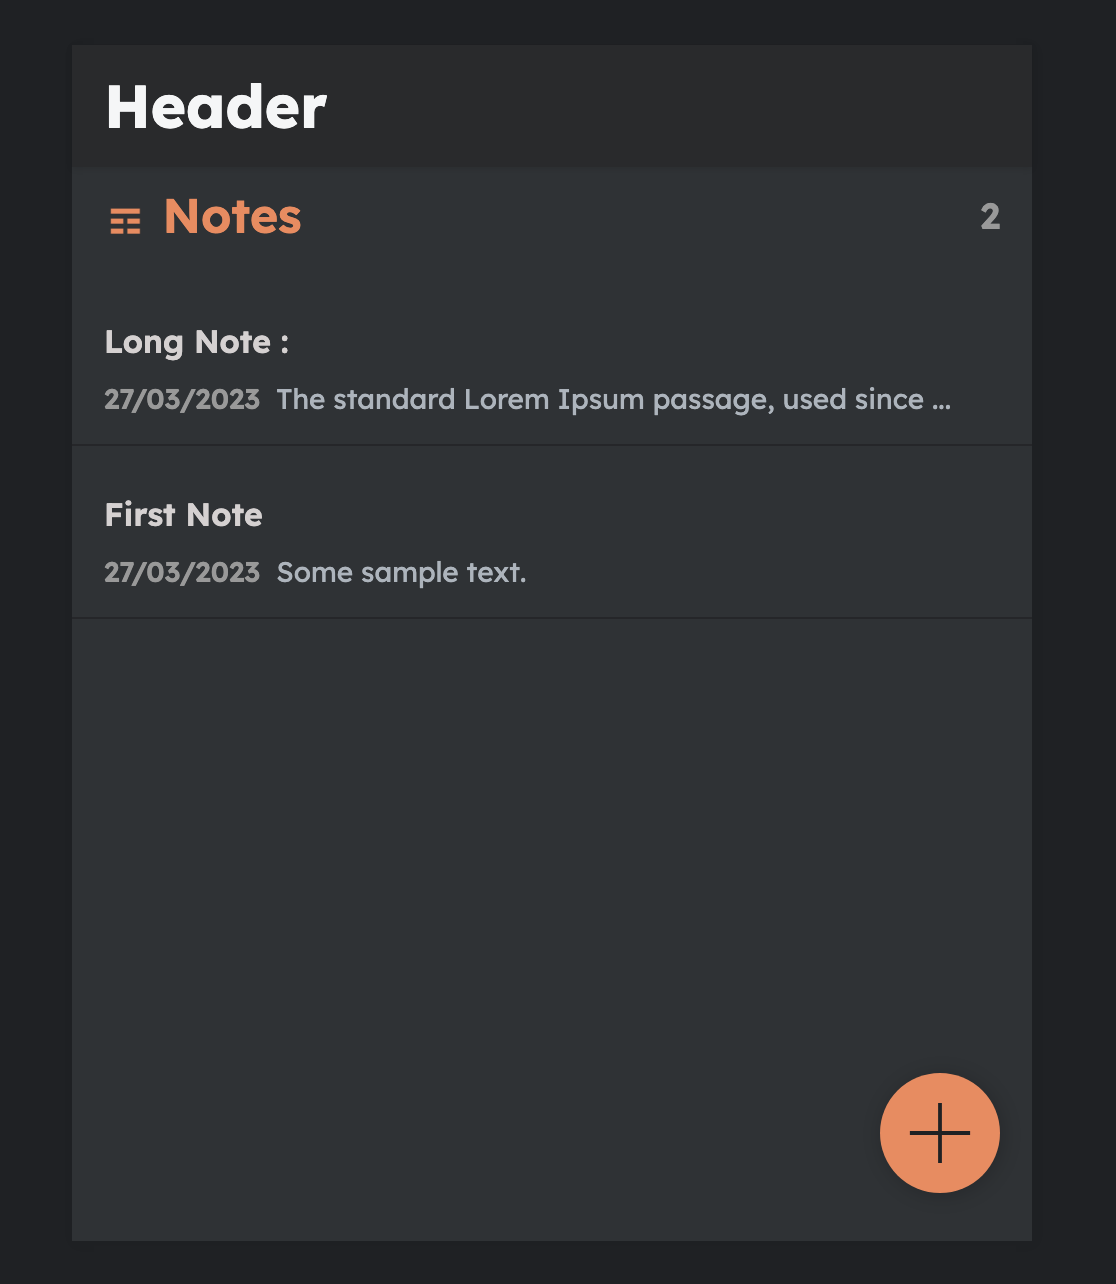 Header
Notes 2
Long Note :
27/03/2023 The standard Lorem Ipsum passage, used since ...
First Note
27/03/2023 Some sample text.